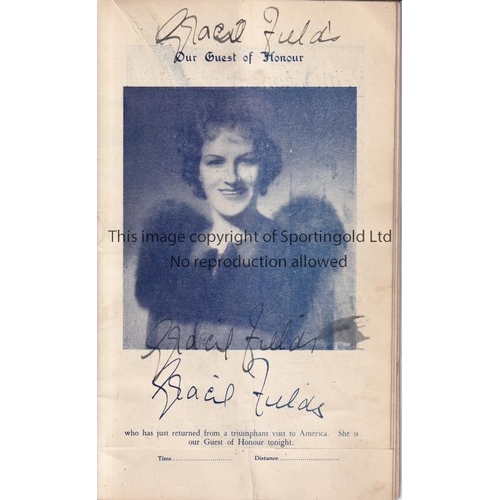 Gracie Fields
Our Guest of Honour
This image copyright of Sportingold Ltd
No reproduction allowed
Gracie Fields
Gracie Fields
who has just returned from a triumphant visit to America. She is
our Guest of Honour tonight.
Time.............................. Distance..............................